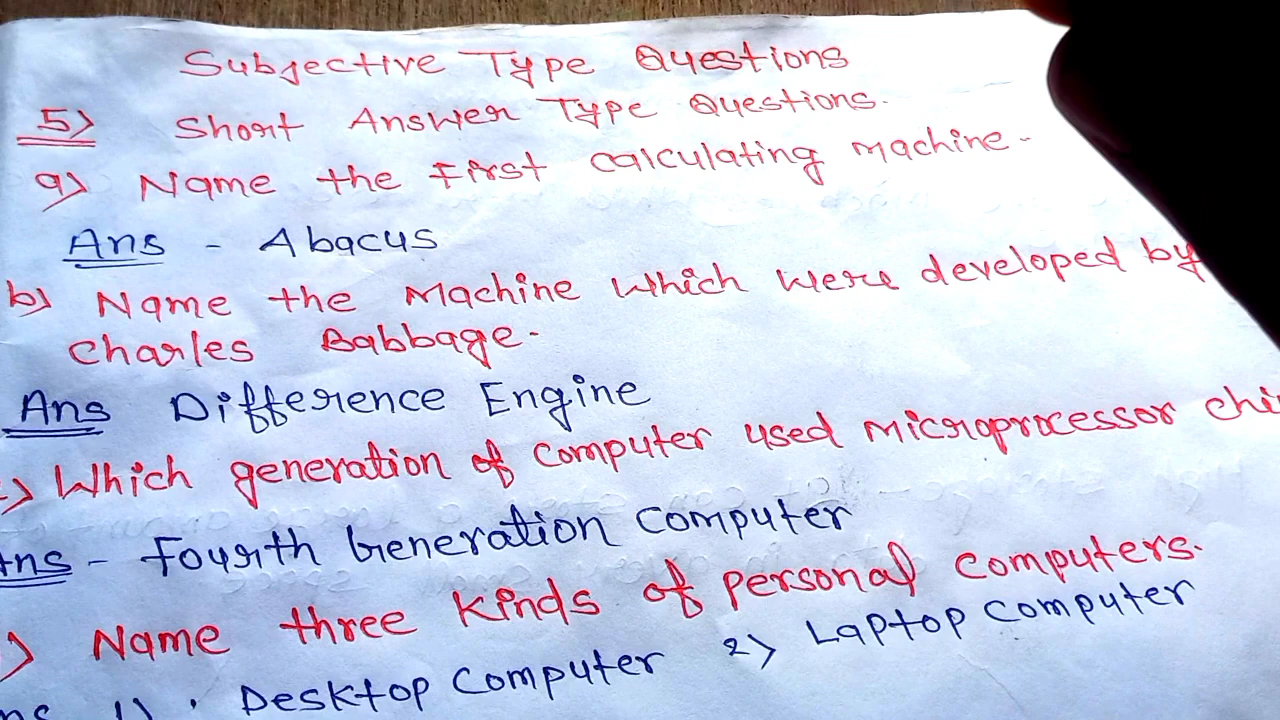 Subjective Type Questions
5) Short Answer Type Questions.
a) Name the First calculating Machine.
Ans - Abacus
b) Name the Machine which were developed by
Charles Babbage.
Ans Difference Engine
Which generation of computer used Microprocessor chi
Ans - Fourth Generation Computer
Name three kinds of personal computers.
1) Desktop Computer 2) Laptop Computer